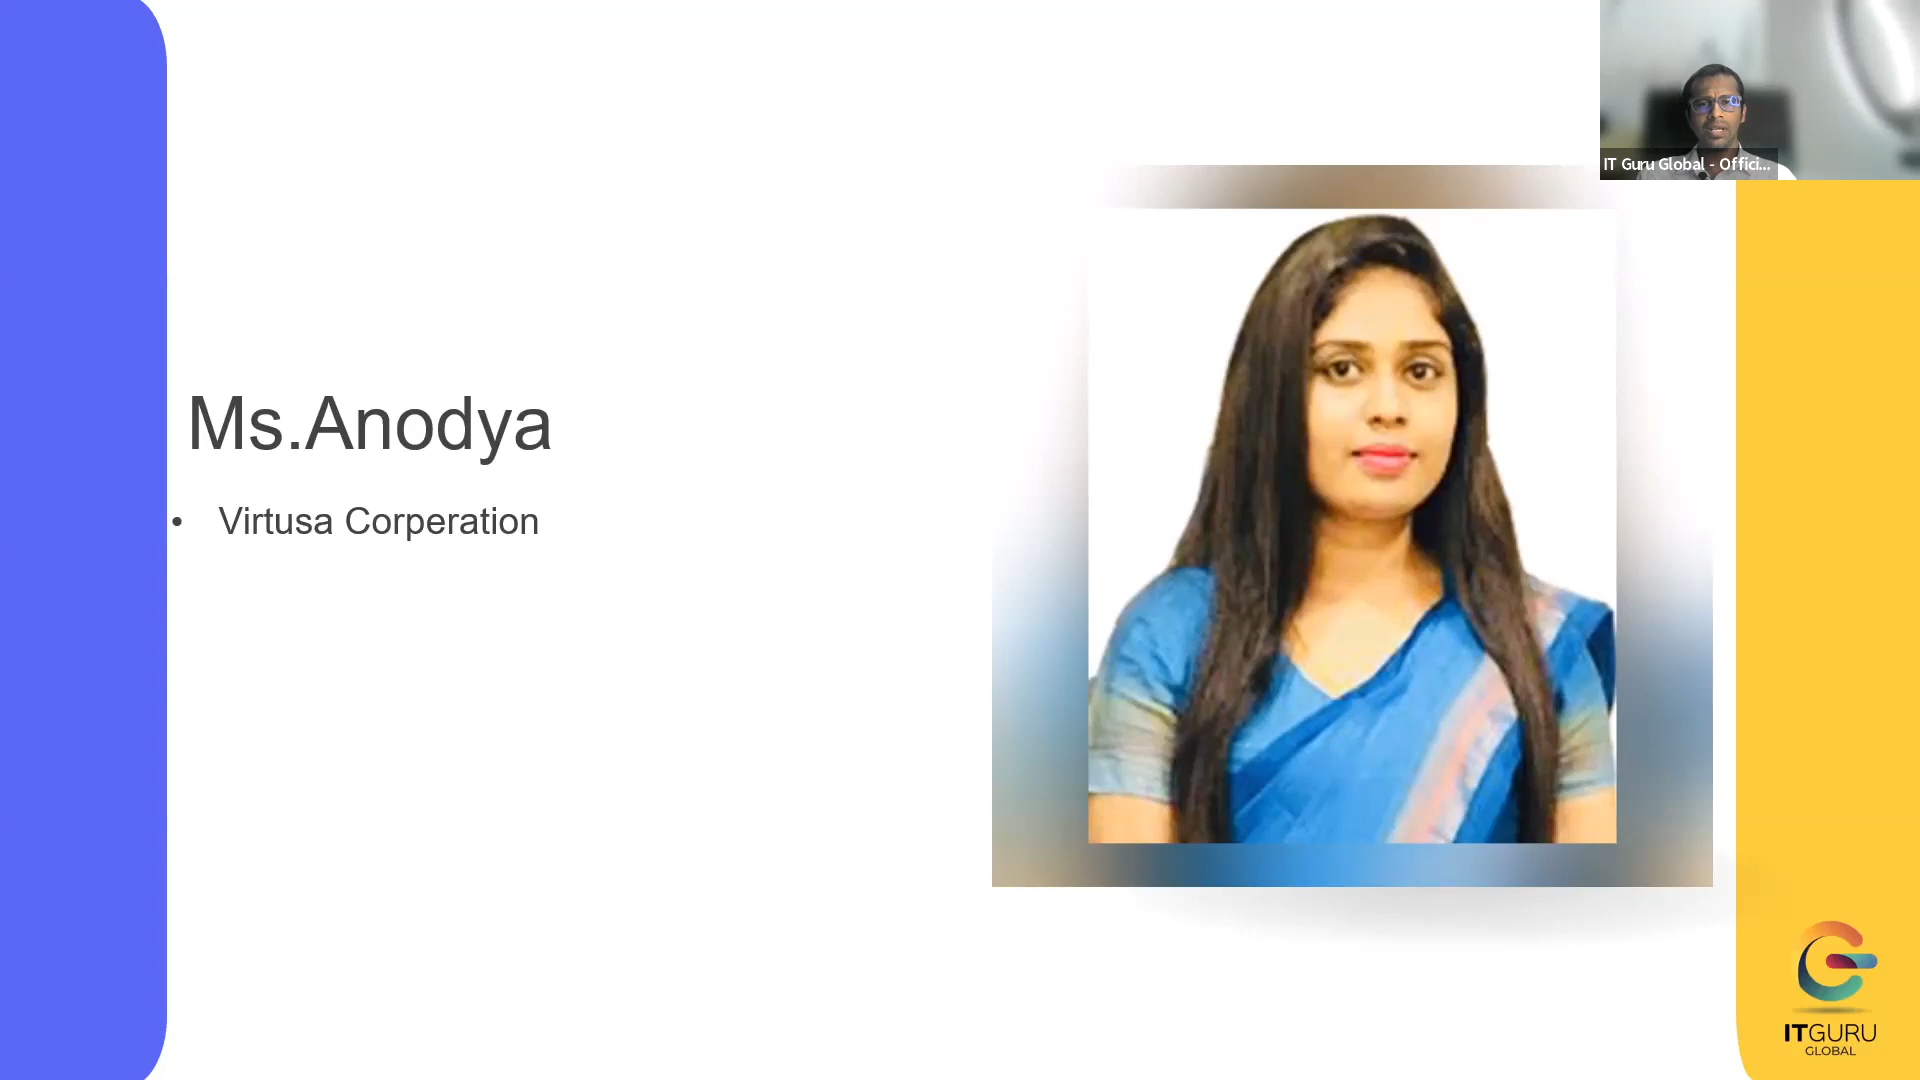 IT Guru Global - Offici...
Ms.Anodya
• Virtusa Corperation
ITGURU
GLOBAL